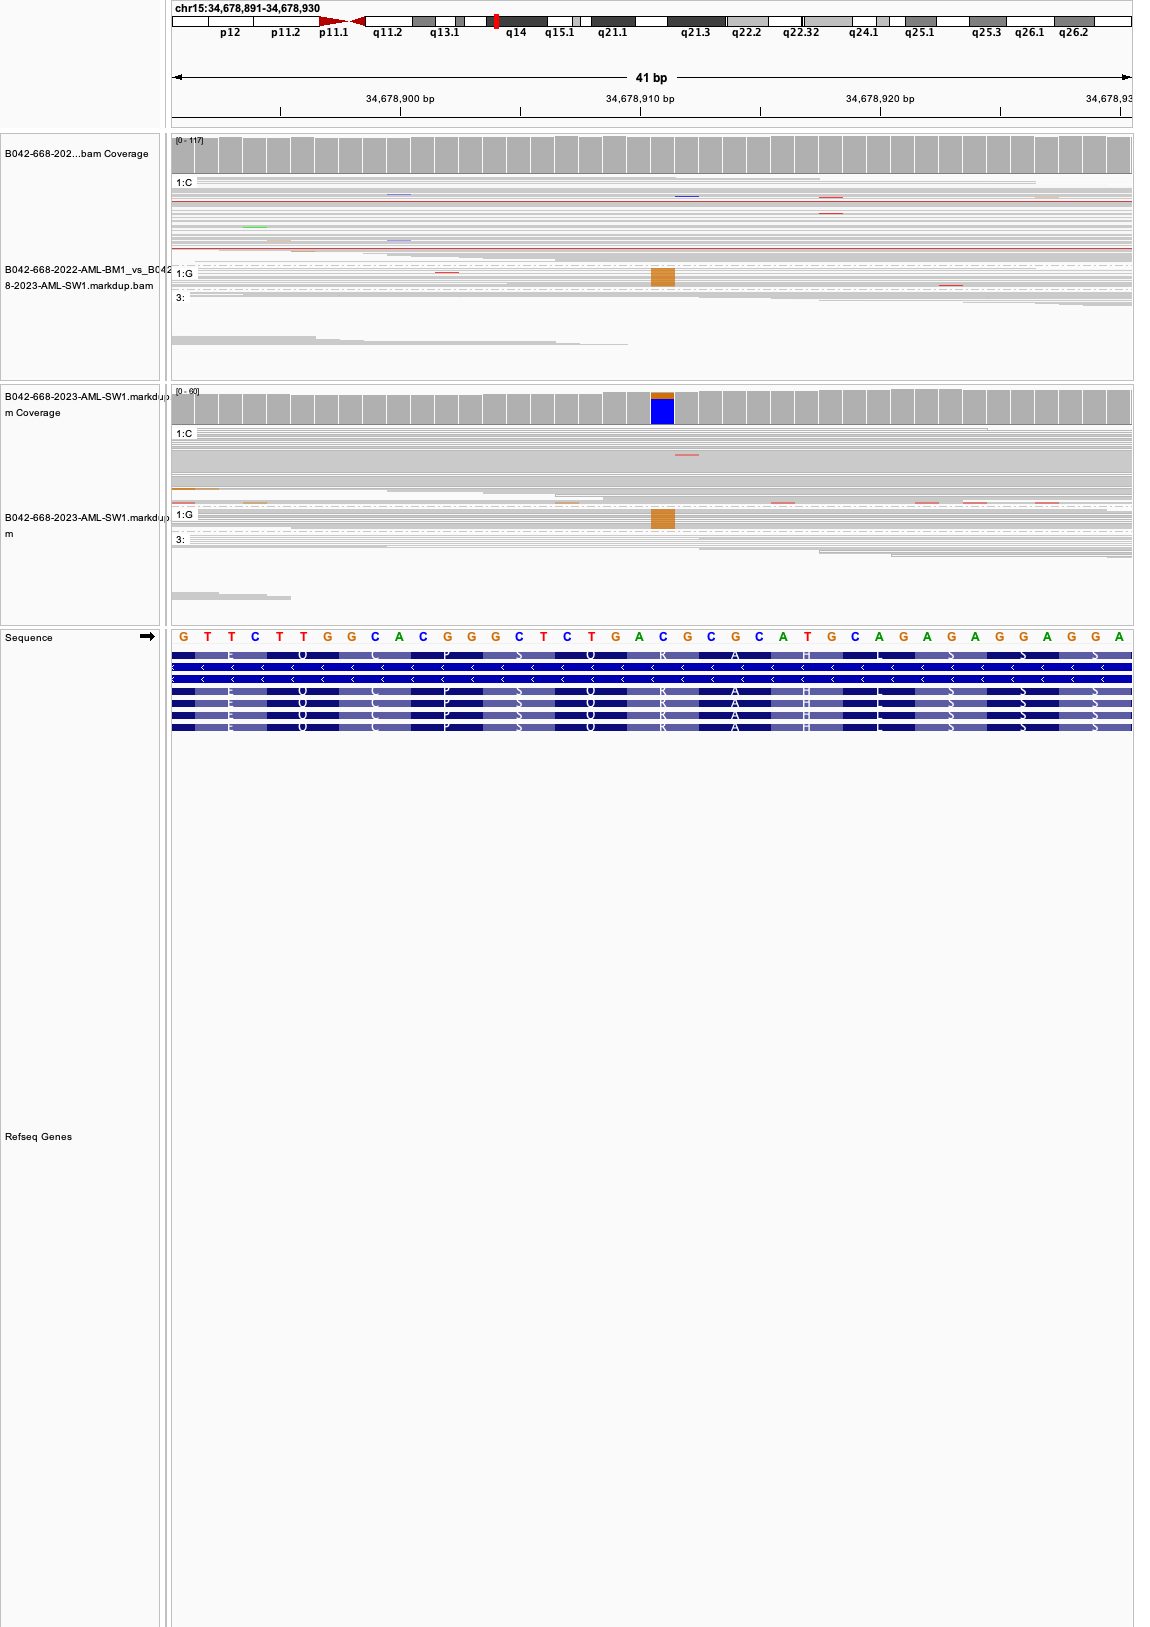 chr15:34,678,891-34,678,930
p12 p11.2 p11.1 q11.2 q13.1 q14 q15.1 q21.1 q21.3 q22.2 q22.32 q24.1 q25.1 q25.3 q26.1 q26.2
41 bp
34,678,900 bp 34,678,910 bp 34,678,920 bp 34,678,93
[0 - 117]
B042-668-202...bam Coverage
1:C
B042-668-2022-AML-BM1_vs_B042
8-2023-AML-SW1.markdup.bam
1:G
3:
[0 - 60]
B042-668-2023-AML-SW1.markdup
m Coverage
1:C
B042-668-2023-AML-SW1.markdup
m
1:G
3:
Sequence G T T C T T G G C A C G G G C T C T G A C G C G C A T G C A G A G A G G A G G A
E Q C P S Q R A H L S S S
E Q C P S Q R A H L S S S
E Q C P S Q R A H L S S S
E Q C P S Q R A H L S S S
E Q C P S Q R A H L S S S
Refseq Genes